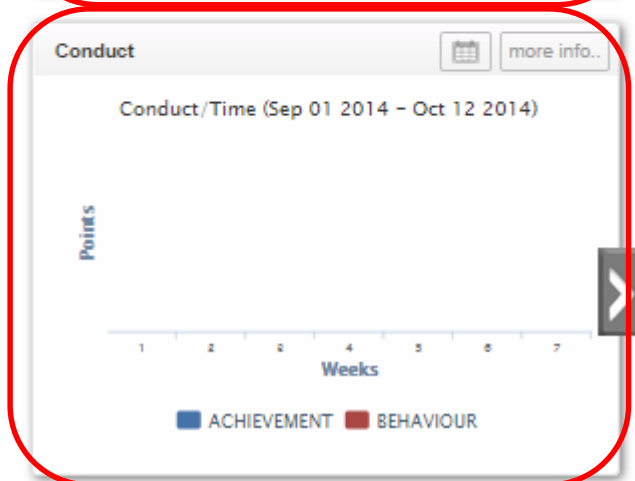 Conduct
more info..
Conduct/Time (Sep 01 2014 - Oct 12 2014)
Points
1 2 3 4 5 6 7
Weeks
ACHIEVEMENT BEHAVIOUR